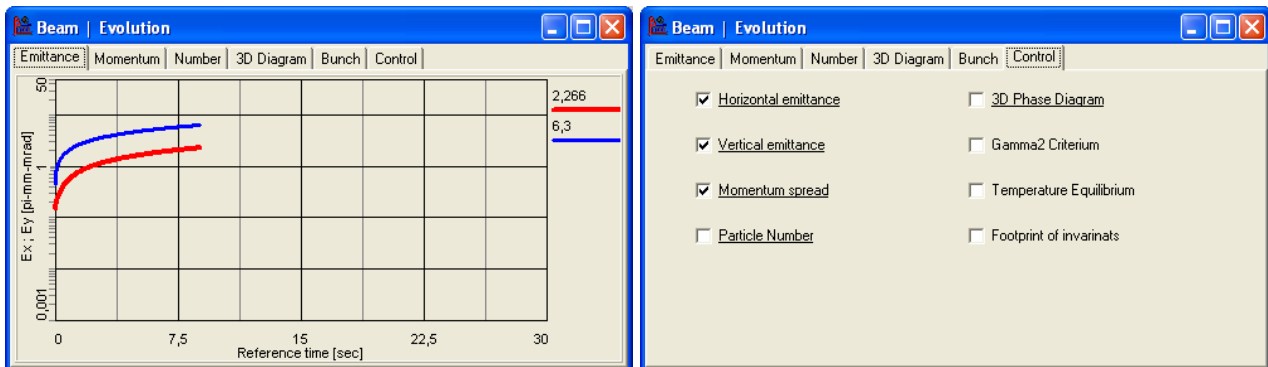 Beam | Evolution
Emittance Momentum Number 3D Diagram Bunch Control
50
1
0,001
Ex ; Ey [pi-mm-mrad]
2,266
6,3
0 7,5 15 22,5 30
Reference time [sec]
Beam | Evolution
Emittance Momentum Number 3D Diagram Bunch Control
Horizontal emittance 3D Phase Diagram
Vertical emittance Gamma2 Criterium
Momentum spread Temperature Equilibrium
Particle Number Footprint of invarinats